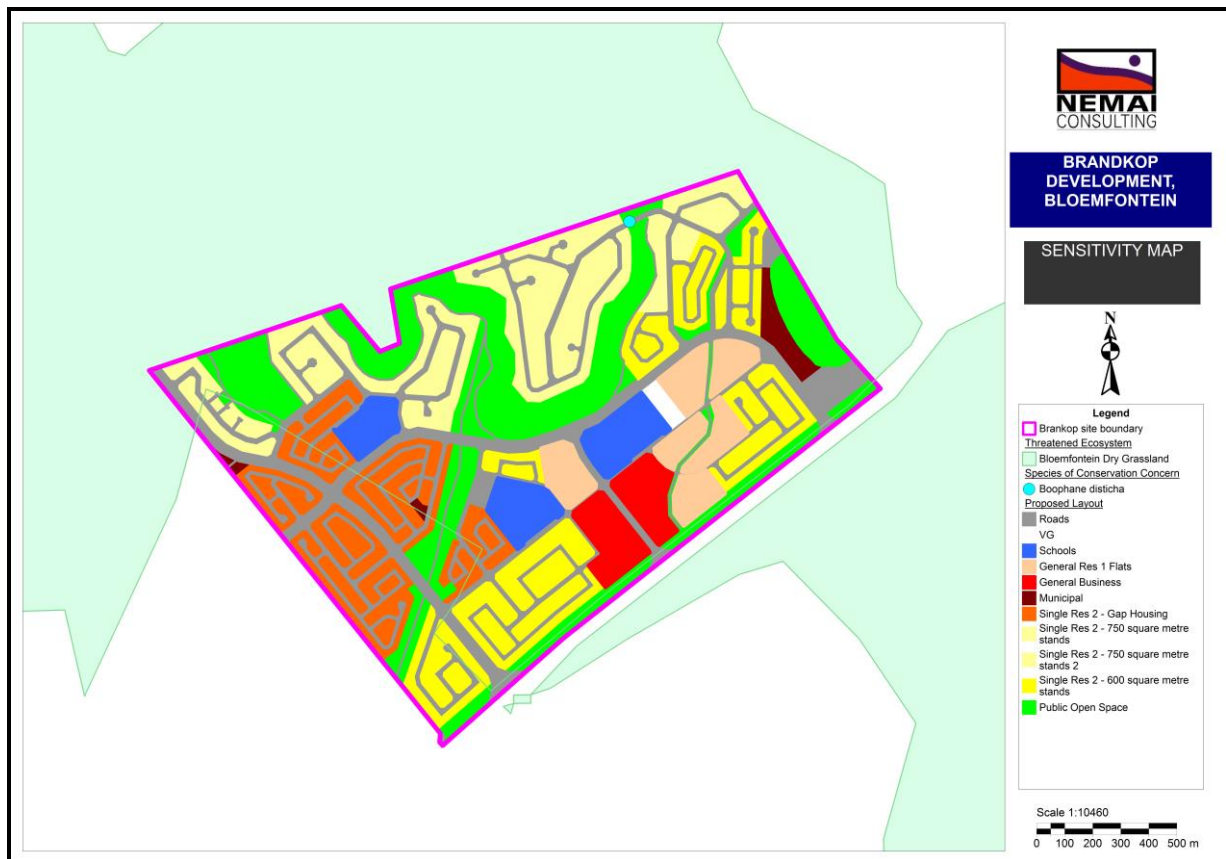 NEMAI
CONSULTING
BRANDKOP
DEVELOPMENT,
BLOEMFONTEIN
SENSITIVITY MAP
N
Legend
Brankop site boundary
Threatened Ecosystem
Bloemfontein Dry Grassland
Species of Conservation Concern
Boophane disticha
Proposed Layout
Roads
VG
Schools
General Res 1 Flats
General Business
Municipal
Single Res 2 - Gap Housing
Single Res 2 - 750 square metre
stands
Single Res 2 - 750 square metre
stands 2
Single Res 2 - 600 square metre
stands
Public Open Space
Scale 1:10460
0 100 200 300 400 500 m